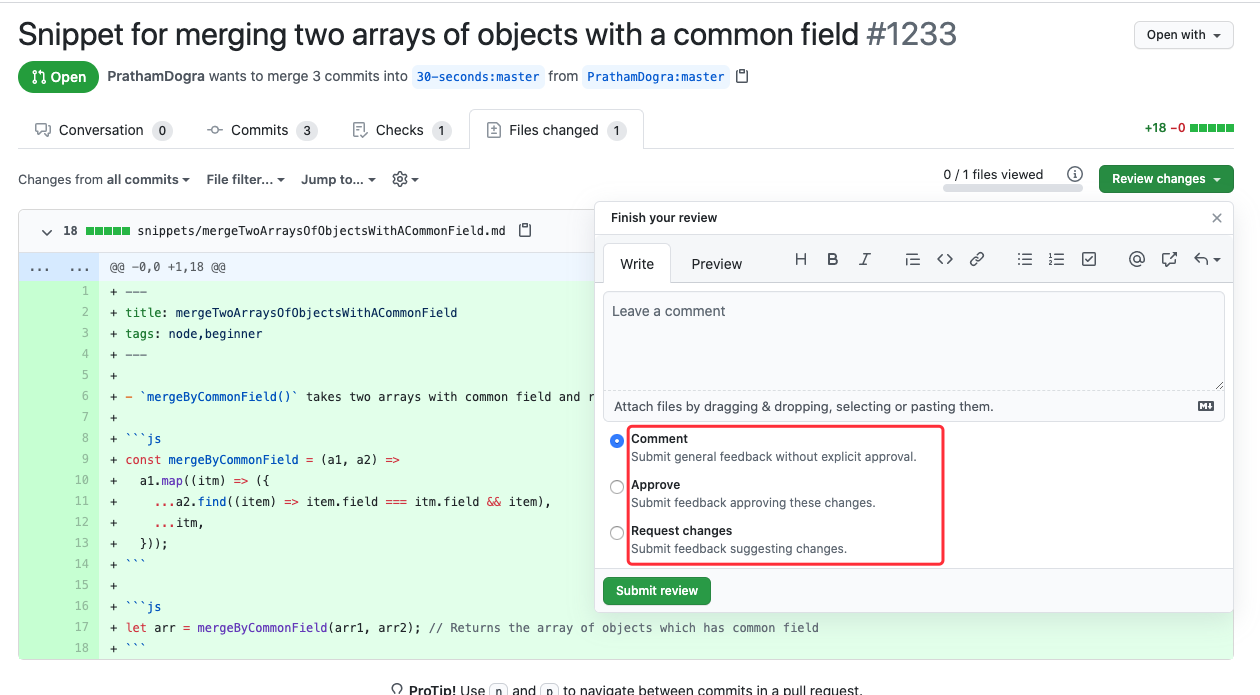 Snippet for merging two arrays of objects with a common field #1233
Open with
Open PrathamDogra wants to merge 3 commits into 30-seconds:master from PrathamDogra:master
Conversation 0 Commits 3 Checks 1 Files changed 1
+18 −0
Changes from all commits File filter... Jump to...
0 / 1 files viewed
Review changes
18 snippets/mergeTwoArraysOfObjectsWithACommonField.md
... ... @@ -0,0 +1,18 @@
1 + ---
2 + title: mergeTwoArraysOfObjectsWithACommonField
3 + tags: node,beginner
4 + ---
5 +
6 + - `mergeByCommonField()` takes two arrays with common field and r
7 +
8 + ```js
9 + const mergeByCommonField = (a1, a2) =>
10 + a1.map((itm) => ({
11 + ...a2.find((item) => item.field === itm.field && item),
12 + ...itm,
13 + }));
14 + ```
15 +
16 + ```js
17 + let arr = mergeByCommonField(arr1, arr2); // Returns the array of objects which has common field
18 + ```
Finish your review
Write Preview
Leave a comment
Attach files by dragging & dropping, selecting or pasting them.
Comment
Submit general feedback without explicit approval.
Approve
Submit feedback approving these changes.
Request changes
Submit feedback suggesting changes.
Submit review
ProTip! Use n and p to navigate between commits in a pull request.